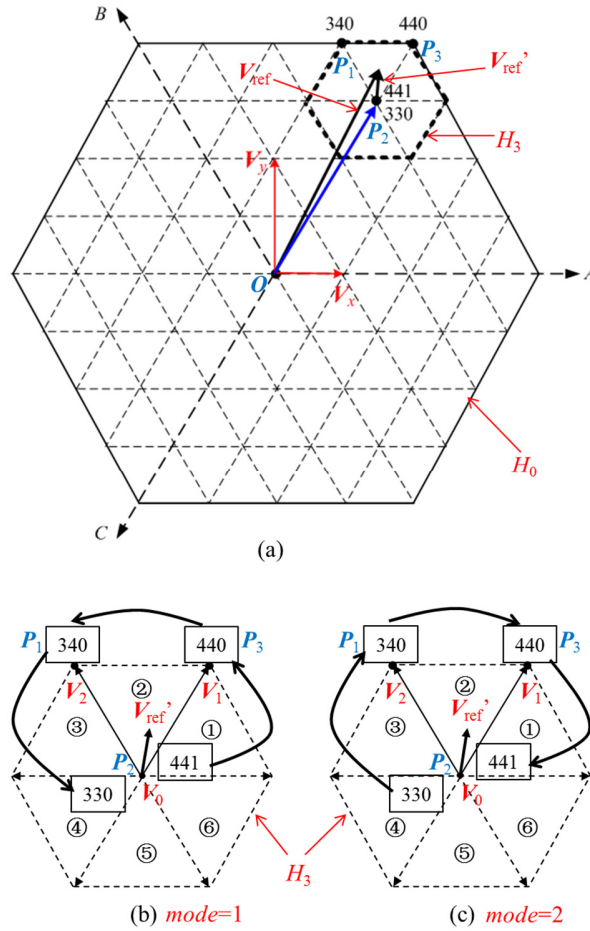 B
340 440
P1 P3
Vref Vref'
441
330
P2
H3
Vy
O
Vx
A
H0
C
(a)
P1 340 440 P3
V2 ② V1
Vref'
③ ①
P2 441
330 V0
④ ⑥
⑤
H3
(b) mode=1
P1 340 440 P3
V2 ② V1
Vref'
③ ①
P2 441
330 V0
④ ⑥
⑤
(c) mode=2